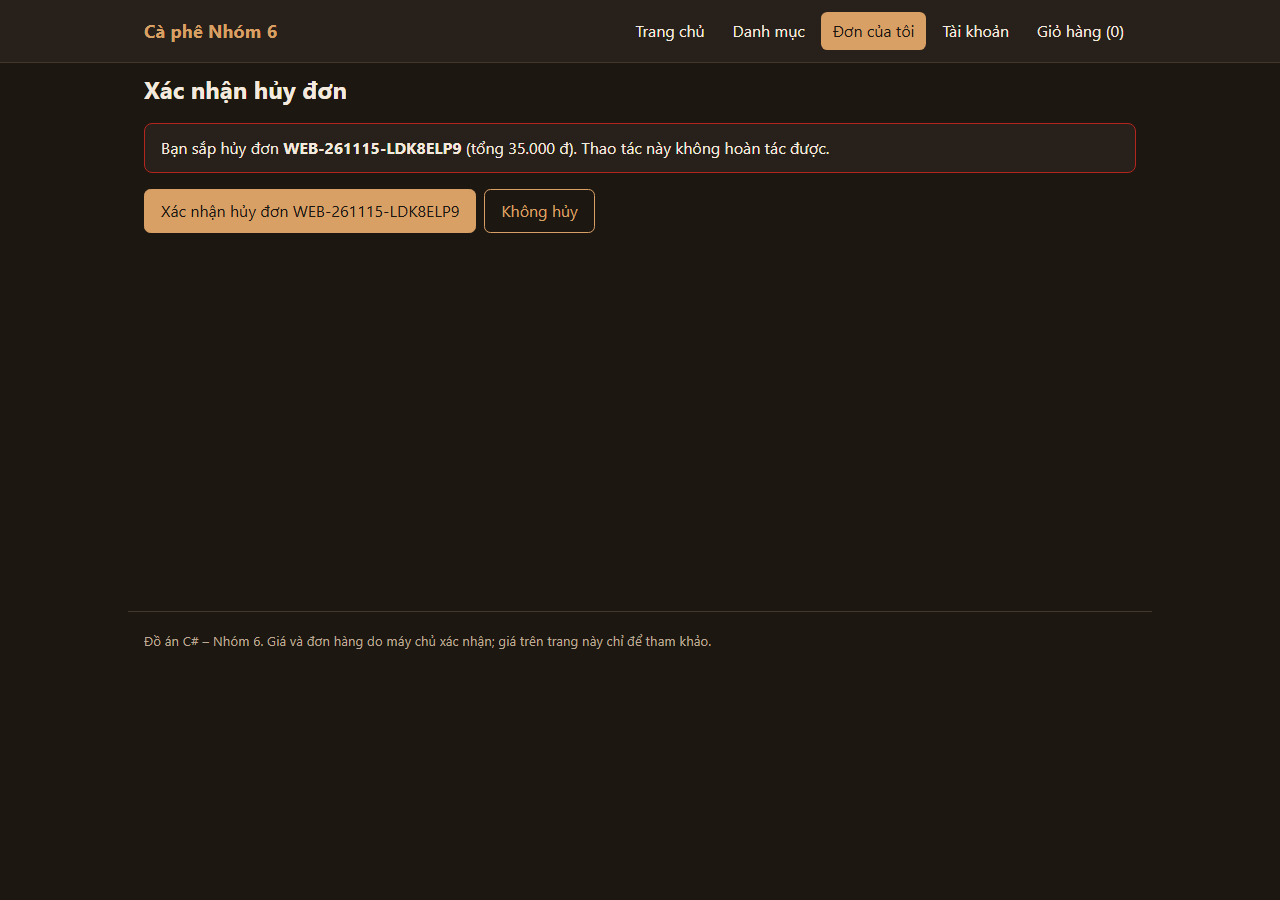 Cà phê Nhóm 6
Trang chủ
Danh mục
Đơn của tôi
Tài khoản
Giỏ hàng (0)
Xác nhận hủy đơn
Bạn sắp hủy đơn WEB-261115-LDK8ELP9 (tổng 35.000 đ). Thao tác này không hoàn tác được.
Xác nhận hủy đơn WEB-261115-LDK8ELP9
Không hủy
Đồ án C# – Nhóm 6. Giá và đơn hàng do máy chủ xác nhận; giá trên trang này chỉ để tham khảo.